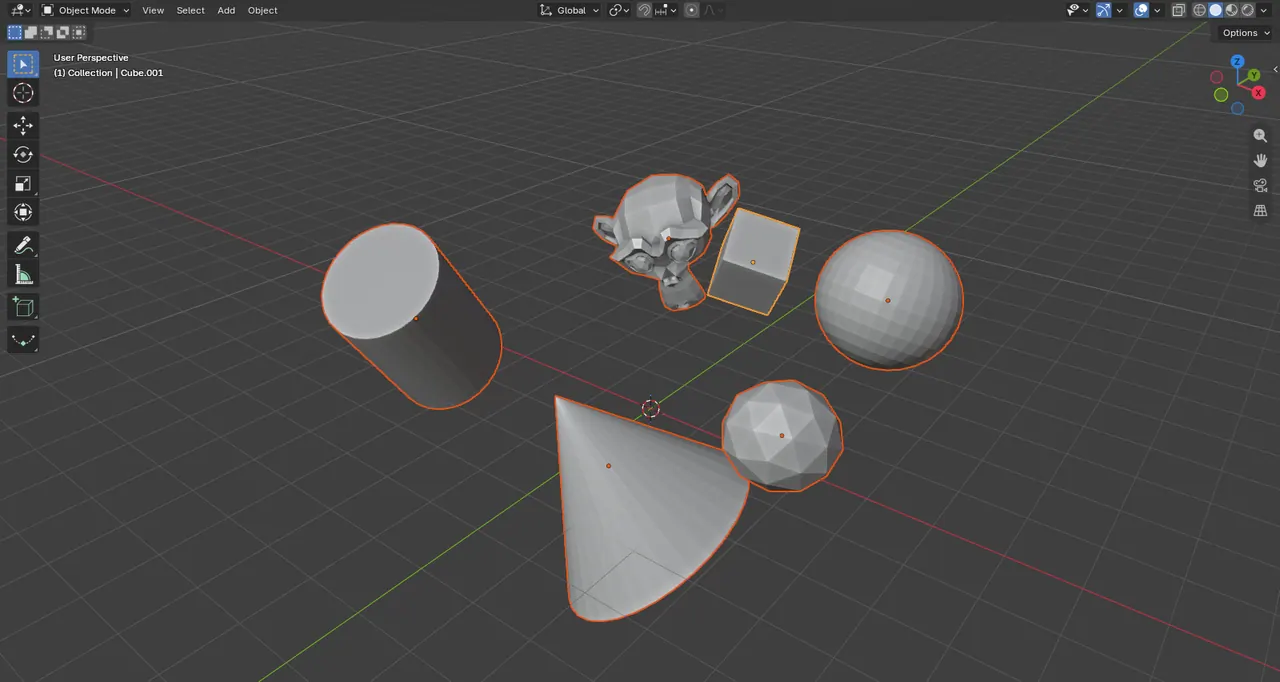 Object Mode View Select Add Object Global
Options
User Perspective
(1) Collection | Cube.001
Z
Y
X